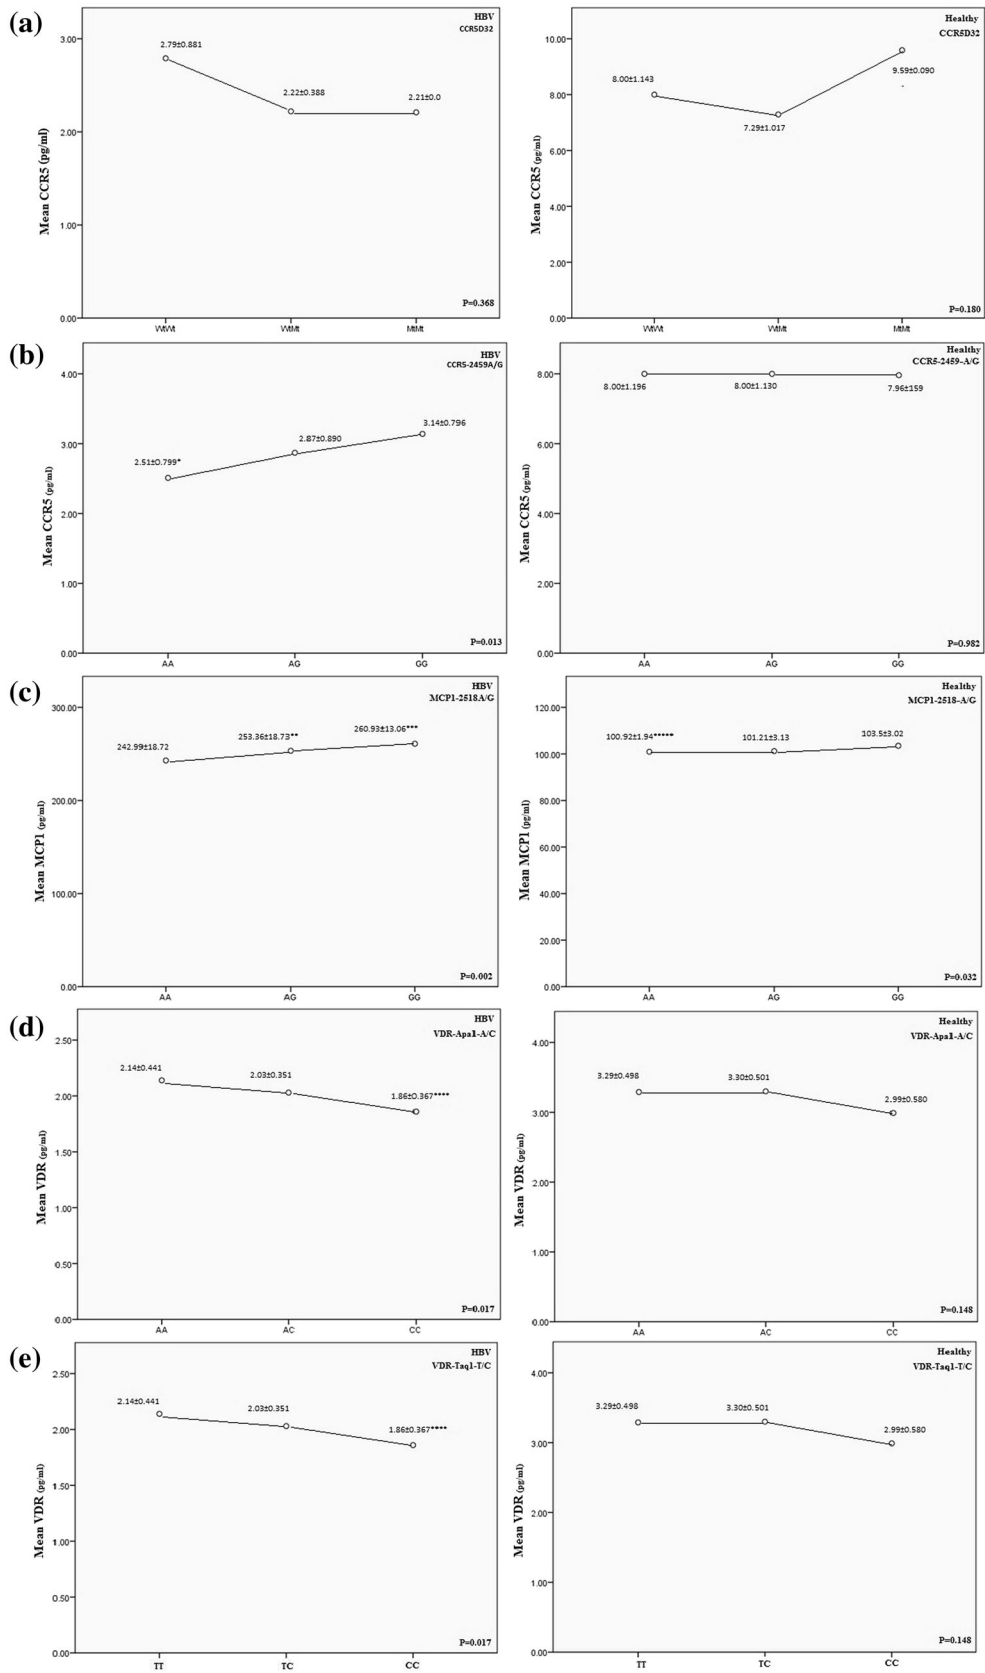 (a)
HBV
CCR5D32
3.00
2.79±0.881
2.22±0.388
2.21±0.0
2.00
1.00
0.00
Mean CCR5 (pg/ml)
P=0.368
WtWt
WtMt
MtMt
Healthy
CCR5D32
10.00
8.00±1.143
9.59±0.090
8.00
7.29±1.017
6.00
4.00
2.00
0.00
Mean CCR5 (pg/ml)
P=0.180
WtWt
WtMt
MtMt
(b)
HBV
CCR5-2459A/G
4.00
3.14±0.796
2.87±0.890
3.00
2.51±0.799*
2.00
1.00
0.00
Mean CCR5 (pg/ml)
P=0.013
AA
AG
GG
Healthy
CCR5-2459-A/G
8.00
8.00±1.196
8.00±1.130
7.96±159
6.00
4.00
2.00
0.00
Mean CCR5 (pg/ml)
P=0.982
AA
AG
GG
(c)
HBV
MCP1-2518A/G
300.00
242.99±18.72
253.36±18.73**
260.93±13.06***
200.00
100.00
0.00
Mean MCP1 (pg/ml)
P=0.002
AA
AG
GG
Healthy
MCP1-2518-A/G
120.00
100.92±1.94*****
101.21±3.13
103.5±3.02
100.00
80.00
60.00
40.00
20.00
0.00
Mean MCP1 (pg/ml)
P=0.032
AA
AG
GG
(d)
HBV
VDR-Apa1-A/C
2.50
2.14±0.441
2.03±0.351
1.86±0.367****
2.00
1.50
1.00
0.50
0.00
Mean VDR (pg/ml)
P=0.017
AA
AC
CC
Healthy
VDR-Apa1-A/C
4.00
3.29±0.498
3.30±0.501
2.99±0.580
3.00
2.00
1.00
0.00
Mean VDR (pg/ml)
P=0.148
AA
AC
CC
(e)
HBV
VDR-Taq1-T/C
2.50
2.14±0.441
2.03±0.351
1.86±0.367****
2.00
1.50
1.00
0.50
0.00
Mean VDR (pg/ml)
P=0.017
TT
TC
CC
Healthy
VDR-Taq1-T/C
4.00
3.29±0.498
3.30±0.501
2.99±0.580
3.00
2.00
1.00
0.00
Mean VDR (pg/ml)
P=0.148
TT
TC
CC